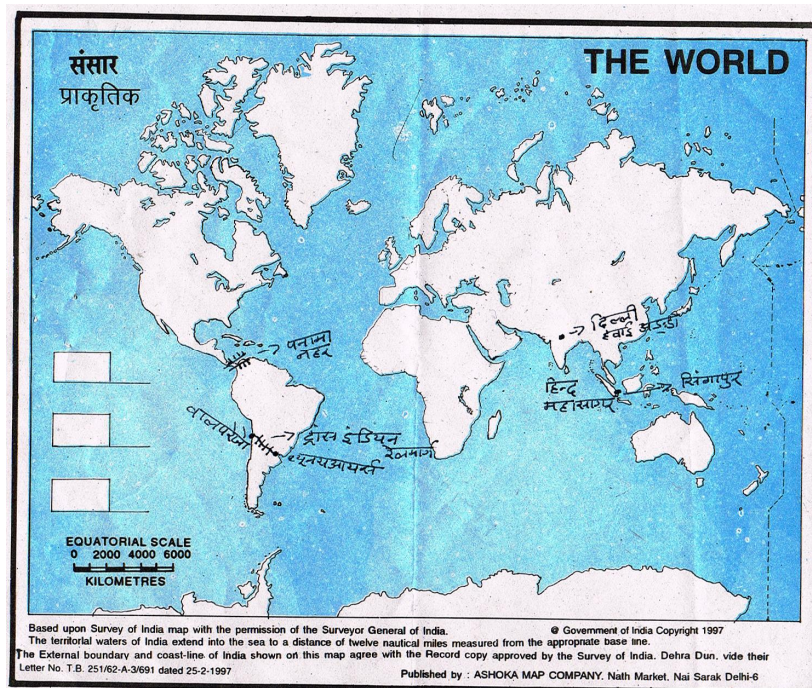 संसार
प्राकृतिक
THE WORLD
पनामा
नहर
दिल्ली
हवाई अड्डा
हिन्द
महासागर
सिंगापुर
ट्रांस इंडियन
रेलमार्ग
EQUATORIAL SCALE
0 2000 4000 6000
KILOMETRES
Based upon Survey of India map with the permission of the Surveyor General of India.
@ Government of India Copyright 1997
The territorial waters of India extend into the sea to a distance of twelve nautical miles measured from the appropriate base line.
The External boundary and coast-line of India shown on this map agree with the Record copy approved by the Survey of India. Dehra Dun. vide their
Letter No. T.B. 251/62-A-3/691 dated 25-2-1997
Published by : ASHOKA MAP COMPANY. Nath Market. Nai Sarak Delhi-6